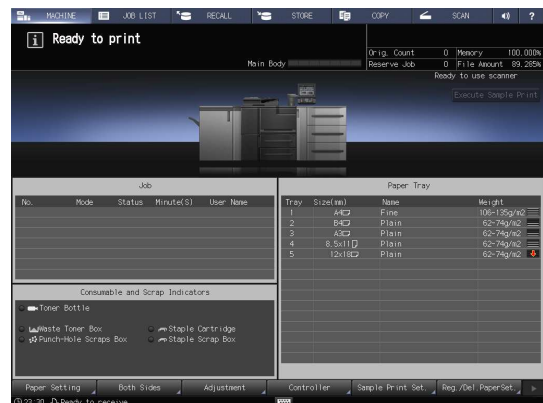 MACHINE JOB LIST RECALL STORE COPY SCAN ?
i Ready to print
Orig. Count 0 Memory 100.000%
Main Body Reserve Job 0 File Amount 89.285%
Ready to use scanner
Execute Sample Print
Job
No. Mode Status Minute(S) User Name
Paper Tray
Tray Size(mm) Name Weight
1 A4 Fine 106-135g/m2
2 B4 Plain 62-74g/m2
3 A3 Plain 62-74g/m2
4 8.5x11 Plain 62-74g/m2
5 12x18 Plain 62-74g/m2
Consumable and Scrap Indicators
Toner Bottle
Waste Toner Box Staple Cartridge
Punch-Hole Scraps Box Staple Scrap Box
Paper Setting Both Sides Adjustment Controller Sample Print Set. Reg./Del.PaperSet.
23:30 Ready to receive